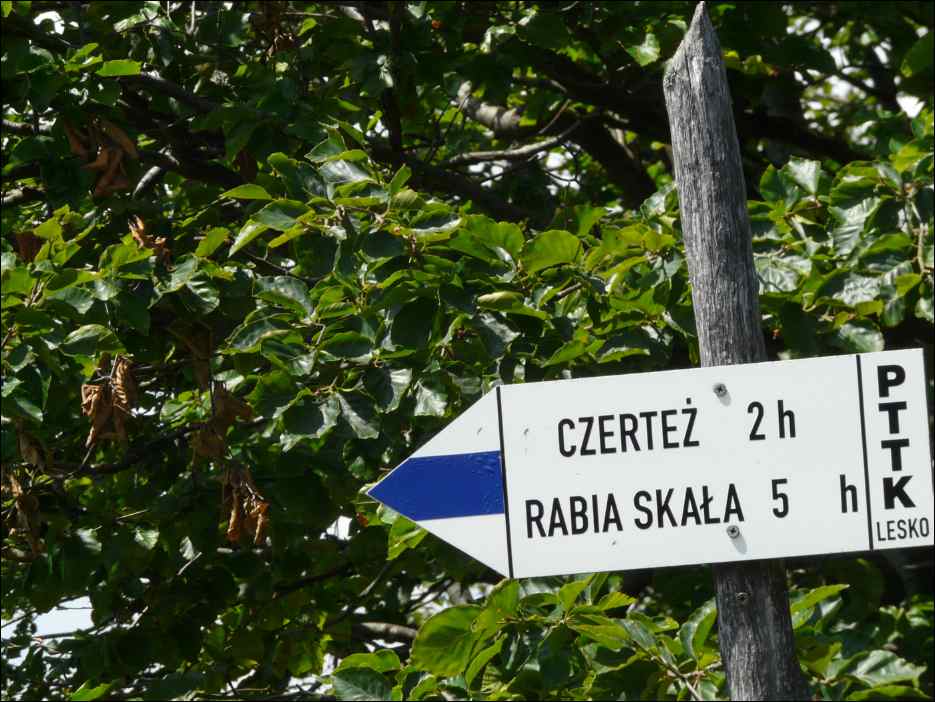 CZERTEŻ 2 h
RABIA SKAŁA 5 h
PTTK
LESKO